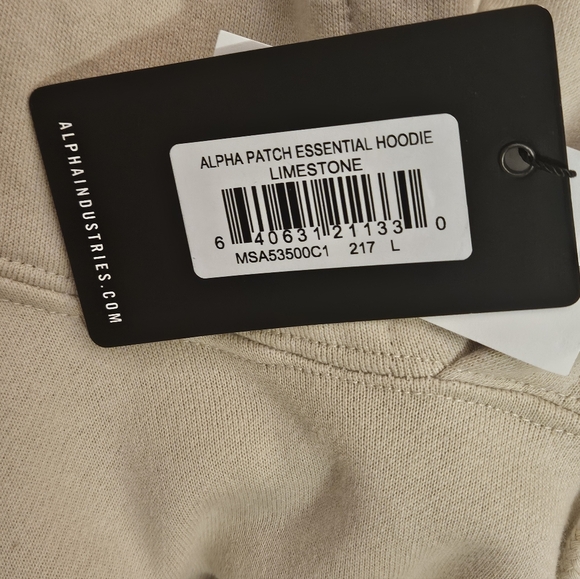 ALPHAINDUSTRIES.COM
ALPHA PATCH ESSENTIAL HOODIE
LIMESTONE
6 40631 21133 0
MSA53500C1 217 L